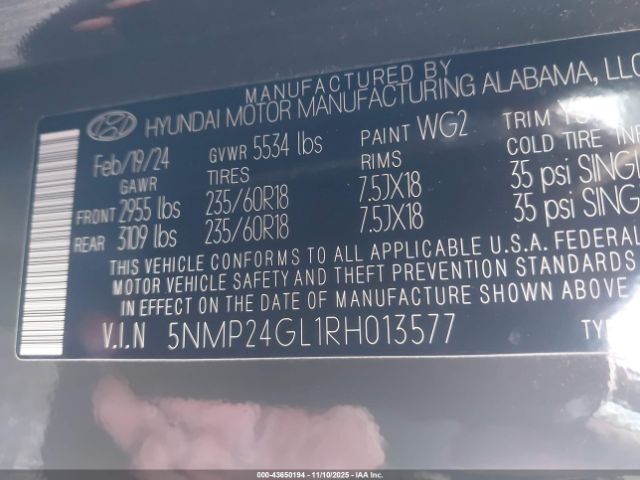 MANUFACTURED BY
HYUNDAI MOTOR MANUFACTURING ALABAMA, LLC
Feb/19/24 GVWR 5534 lbs PAINT WG2 TRIM
GAWR TIRES RIMS COLD TIRE
FRONT 2955 lbs 235/60R18 7.5JX18 35 psi
REAR 3109 lbs 235/60R18 7.5JX18 35 psi
THIS VEHICLE CONFORMS TO ALL APPLICABLE U.S.A. FEDERAL
MOTOR VEHICLE SAFETY AND THEFT PREVENTION STANDARDS
IN EFFECT ON THE DATE OF MANUFACTURE SHOWN ABOVE.
V.I.N 5NMP24GL1RH013577
000-43650194 - 11/10/2025 - IAAI.com